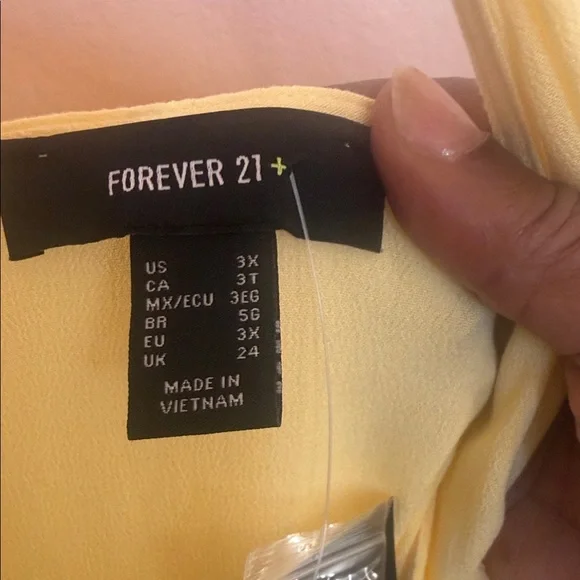 FOREVER 21+
US 3X
CA 3T
MX/ECU 3EG
BR 5G
EU 3X
UK 24
MADE IN
VIETNAM